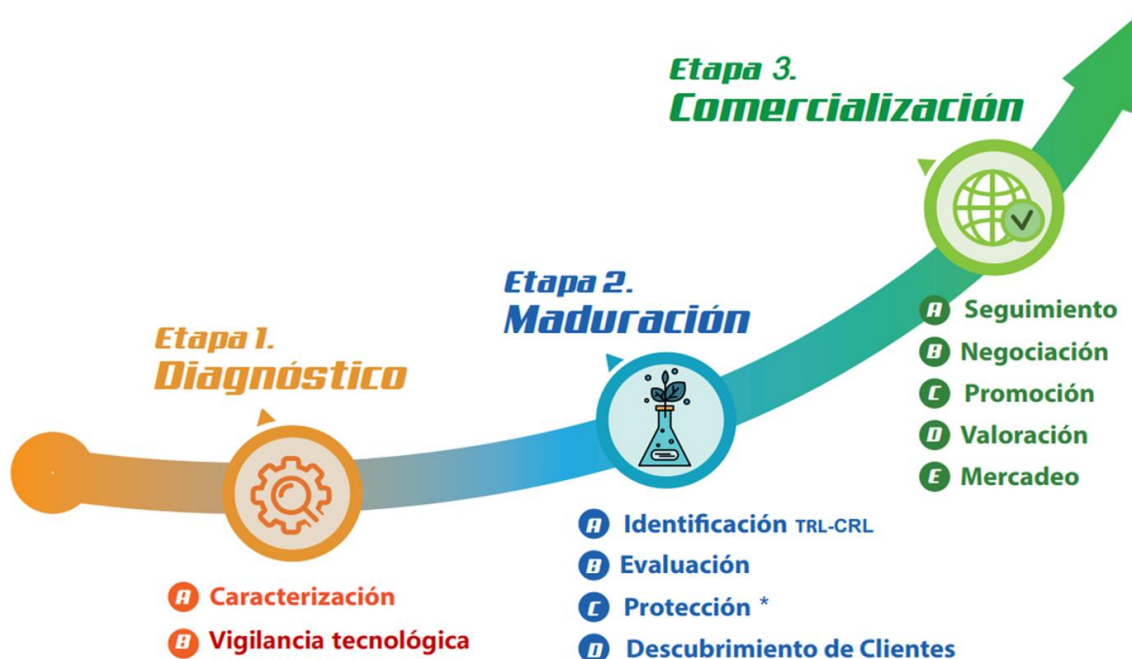 Etapa 1.
Diagnóstico
A Caracterización
B Vigilancia tecnológica
Etapa 2.
Maduración
A Identificación TRL-CRL
B Evaluación
C Protección *
D Descubrimiento de Clientes
Etapa 3.
Comercialización
A Seguimiento
B Negociación
C Promoción
D Valoración
E Mercadeo